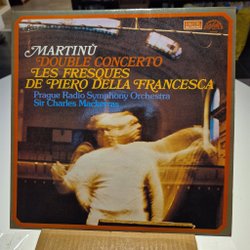 MARTINŮ
DOUBLE CONCERTO
LES FRESQUES
DE PIERO DELLA FRANCESCA
Prague Radio Symphony Orchestra
Sir Charles Mackerras